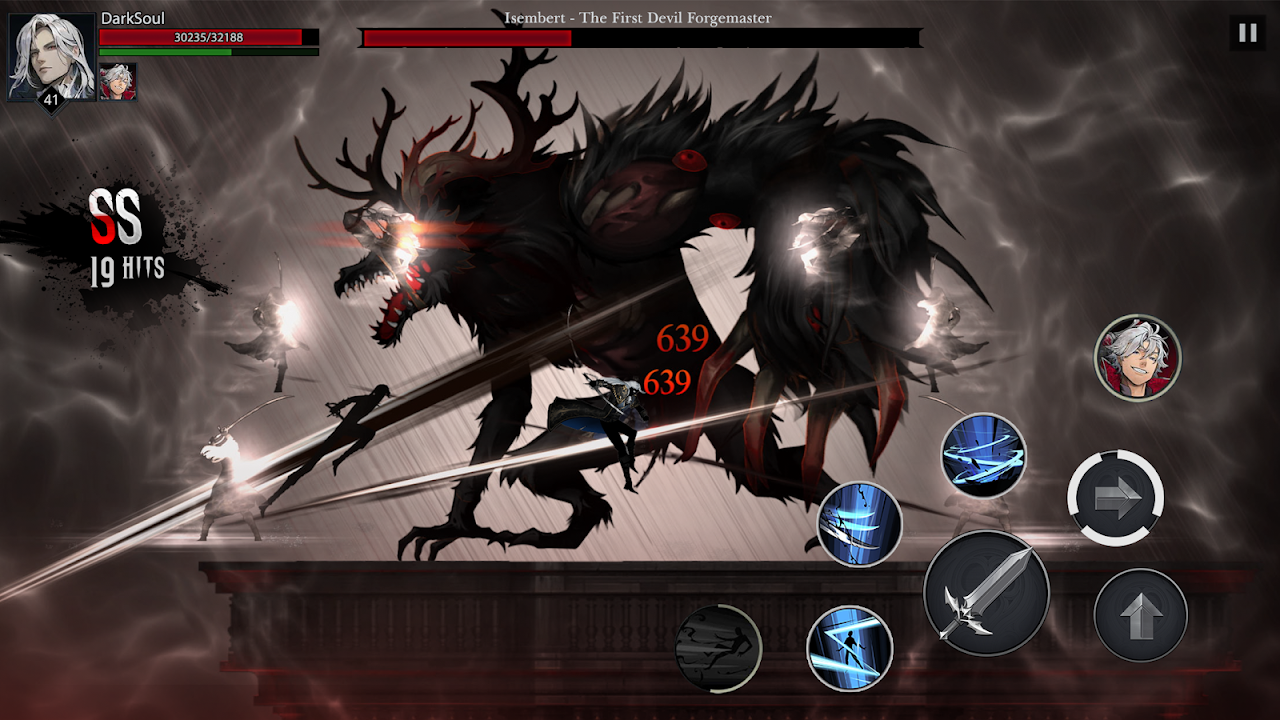 DarkSoul
30235/32188
41
Isembert - The First Devil Forgemaster
SS
19 HITS
639
639